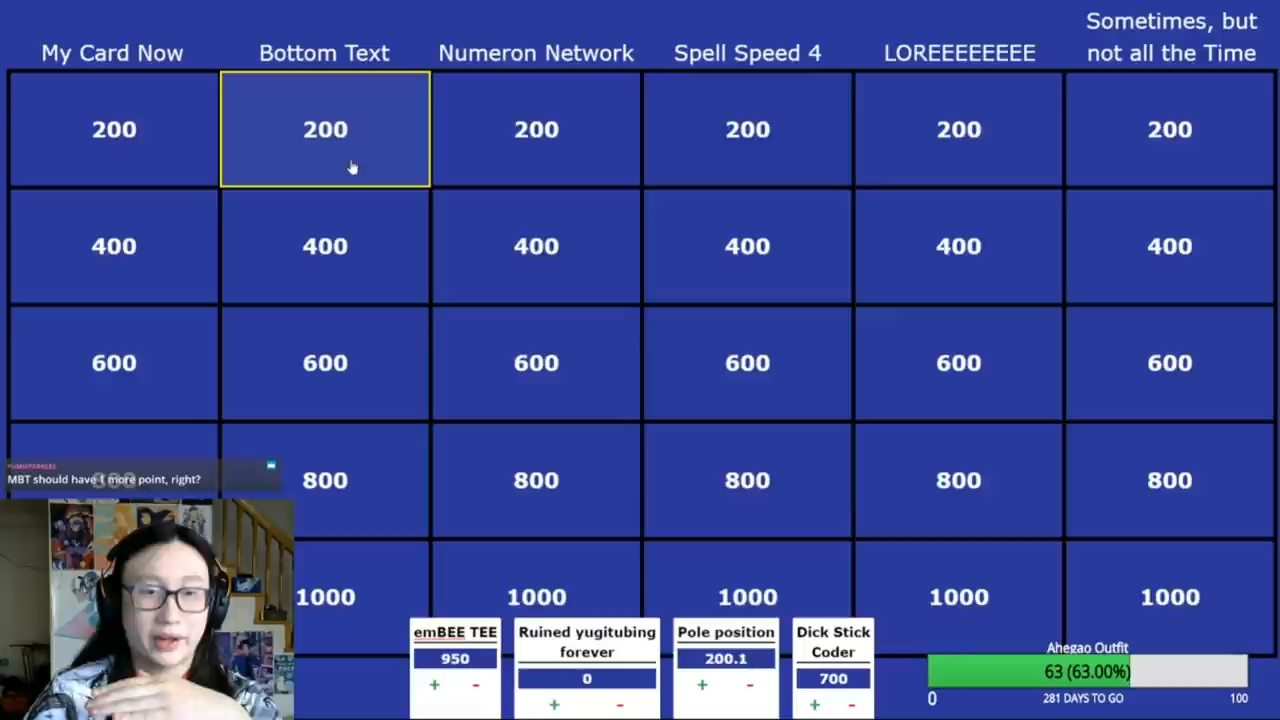 Sometimes, but
My Card Now Bottom Text Numeron Network Spell Speed 4 LOREEEEEEEE not all the Time
200 200 200 200 200 200
400 400 400 400 400 400
600 600 600 600 600 600
800 800 800 800 800
MBT should have 1 more point, right?
1000 1000 1000 1000 1000
emBEE TEE Ruined yugitubing Pole position Dick Stick
forever Coder
950 0 200.1 700
+ - + - + - + -
Ahegao Outfit
63 (63.00%)
0 281 DAYS TO GO 100